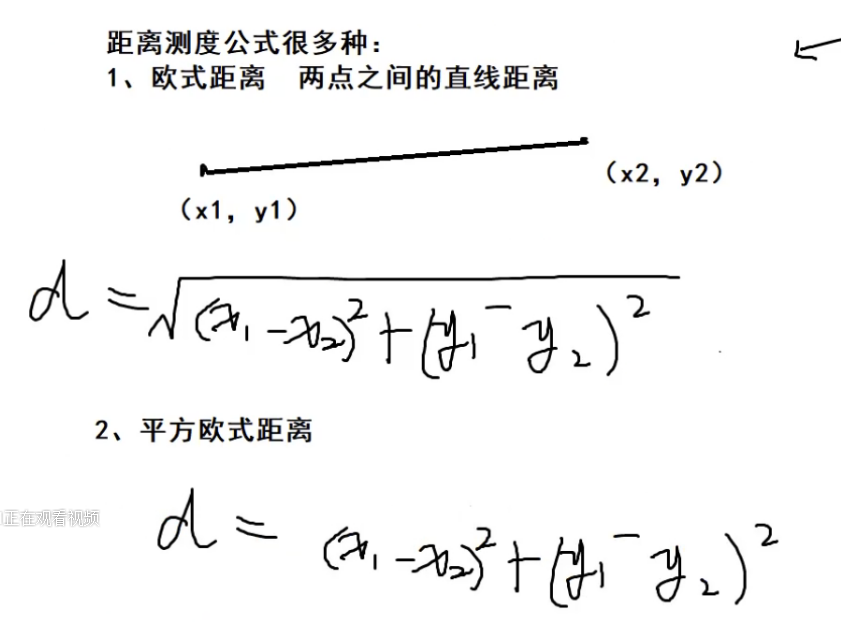 距离测度公式很多种：
1、欧式距离　两点之间的直线距离
（x2, y2）
（x1, y1）
d = √(x₁ - x₂)² + (y₁ - y₂)²
2、平方欧式距离
正在观看视频
d = (x₁ - x₂)² + (y₁ - y₂)²